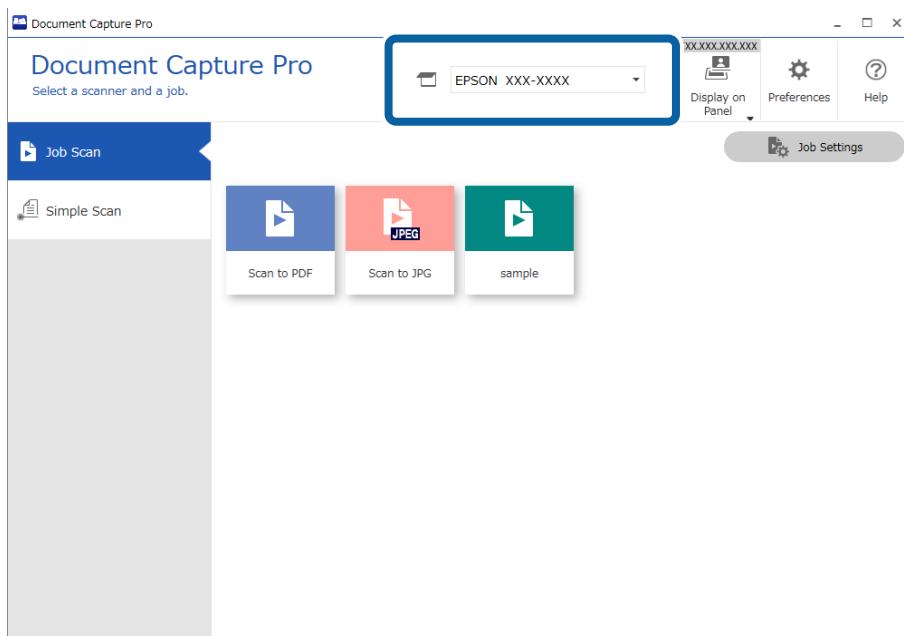 Document Capture Pro
Document Capture Pro
Select a scanner and a job.
EPSON XXX-XXXX
XX.XXX.XXX.XXX
Display on
Panel
Preferences
Help
Job Scan
Job Settings
Simple Scan
JPEG
Scan to PDF
Scan to JPG
sample